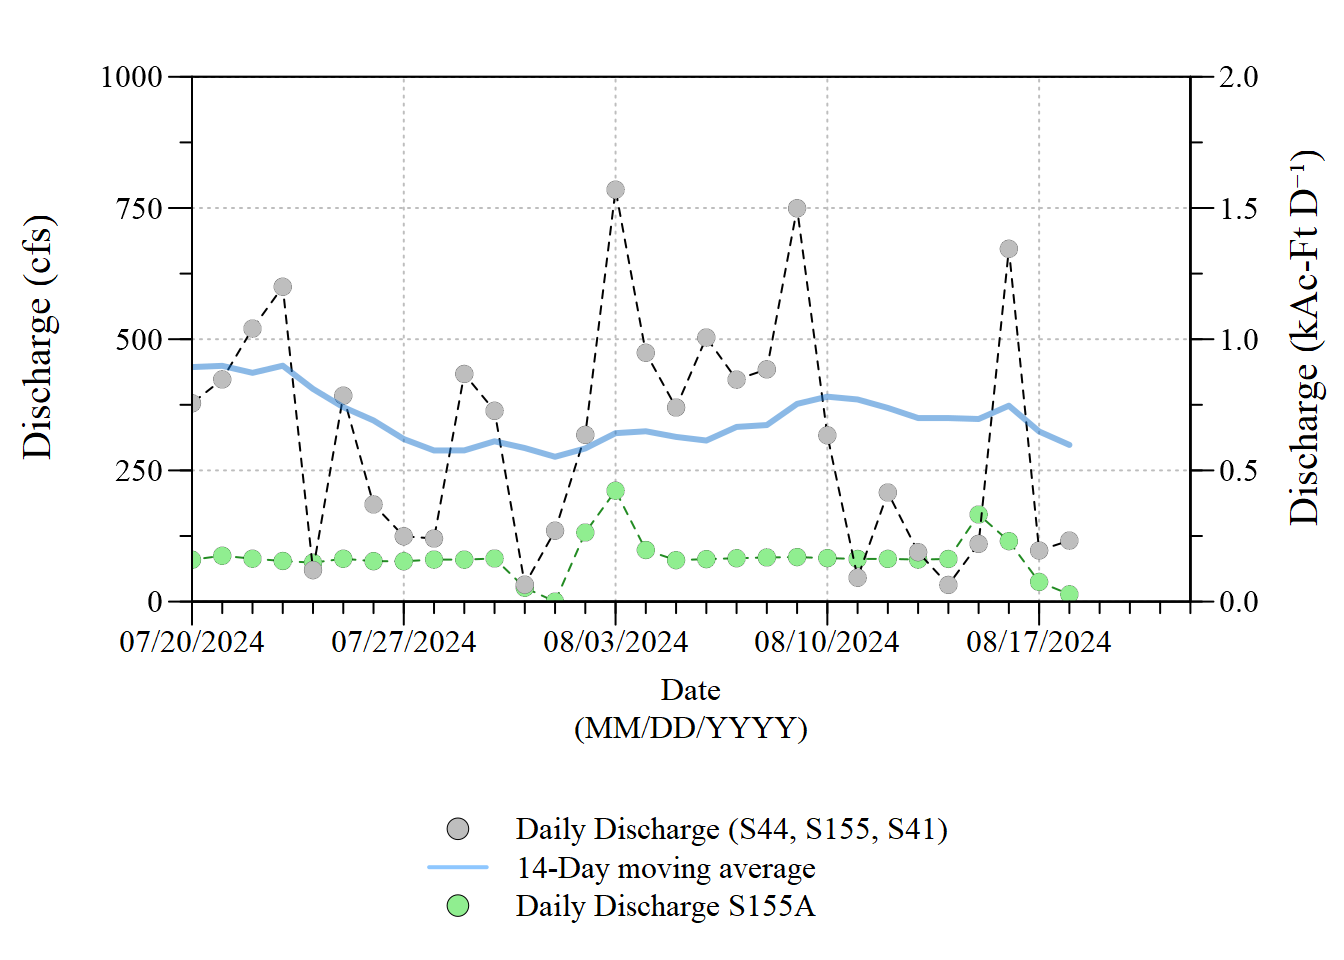 1000
750
500
250
0
2.0
1.5
1.0
0.5
0.0
Discharge (cfs)
Discharge (kAc-Ft D⁻¹)
07/20/2024
07/27/2024
08/03/2024
08/10/2024
08/17/2024
Date
(MM/DD/YYYY)
Daily Discharge (S44, S155, S41)
14-Day moving average
Daily Discharge S155A